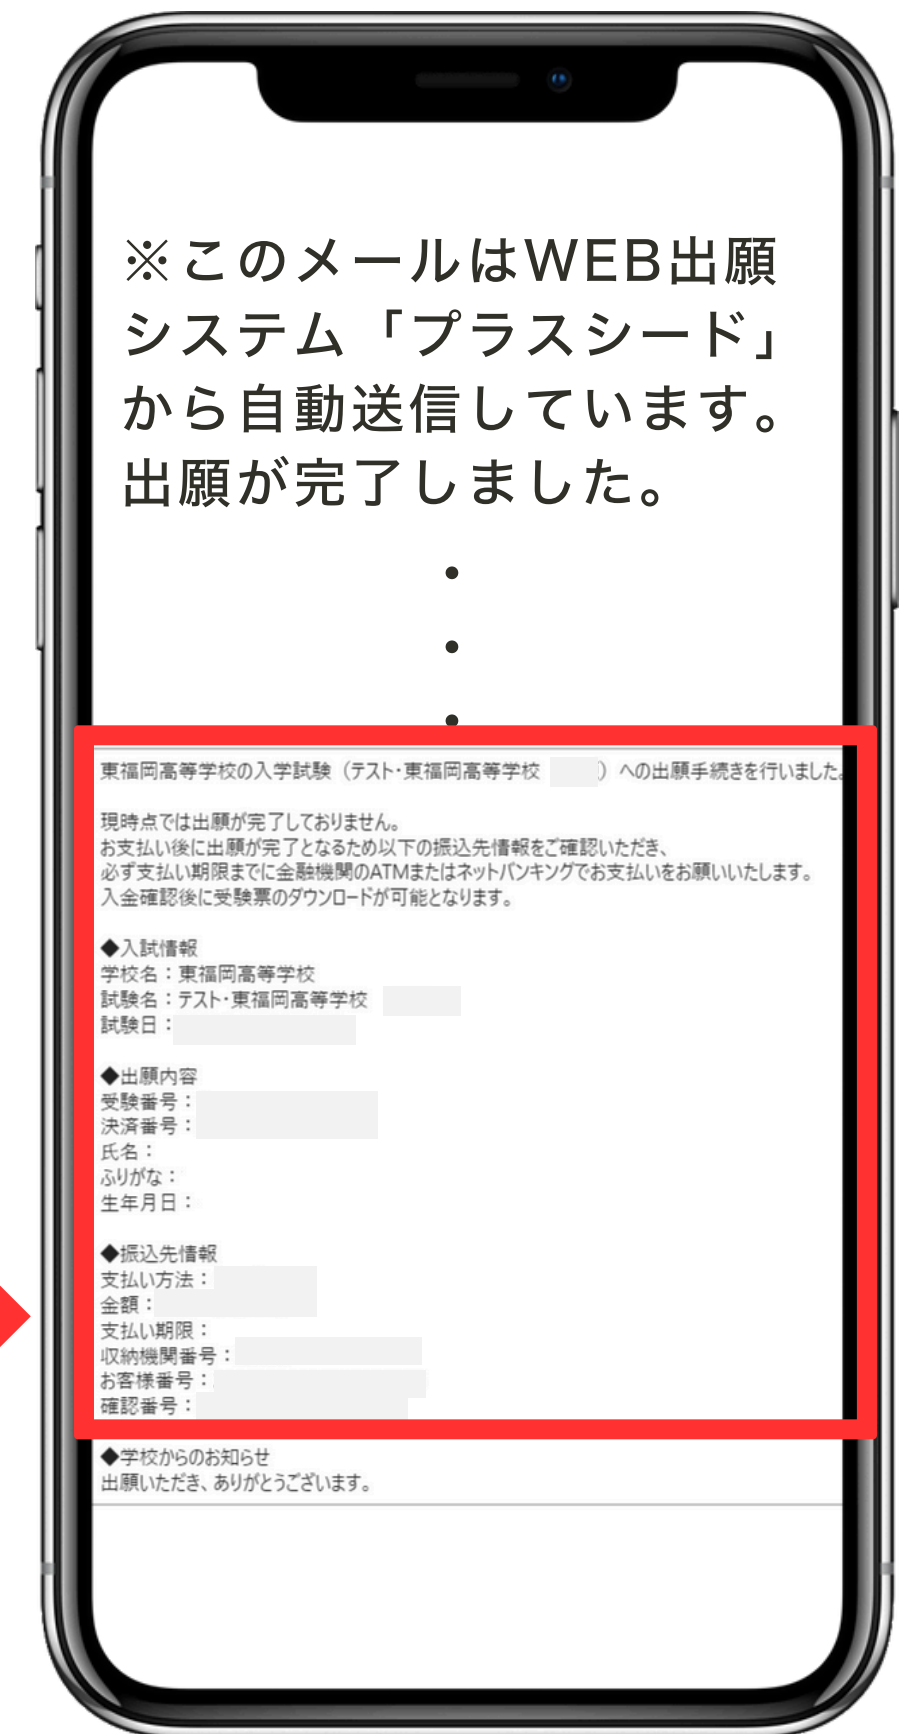 ※このメールはWEB出願
システム「プラスシード」
から自動送信しています。
出願が完了しました。
・
・
・
東福岡高等学校の入学試験（テスト・東福岡高等学校　　）への出願手続きを行いました。
現時点では出願が完了しておりません。
お支払い後に出願が完了となるため以下の振込先情報をご確認いただき、
必ず支払い期限までに金融機関のATMまたはネットバンキングでお支払いをお願いいたします。
入金確認後に受験票のダウンロードが可能となります。
◆入試情報
学校名：東福岡高等学校
試験名：テスト・東福岡高等学校
試験日：
◆出願内容
受験番号：
決済番号：
氏名：
ふりがな：
生年月日：
◆振込先情報
支払い方法：
金額：
支払い期限：
収納機関番号：
お客様番号：
確認番号：
◆学校からのお知らせ
出願いただき、ありがとうございます。